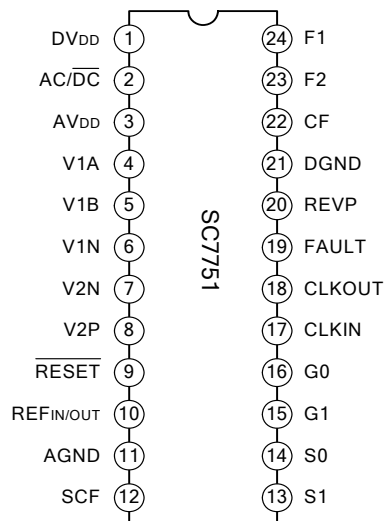 DVDD 1 24 F1
AC/DC 2 23 F2
AVDD 3 22 CF
V1A 4 21 DGND
V1B 5 20 REVP
V1N 6 19 FAULT
V2N 7 18 CLKOUT
V2P 8 17 CLKIN
RESET 9 16 G0
REFIN/OUT 10 15 G1
AGND 11 14 S0
SCF 12 13 S1
SC7751